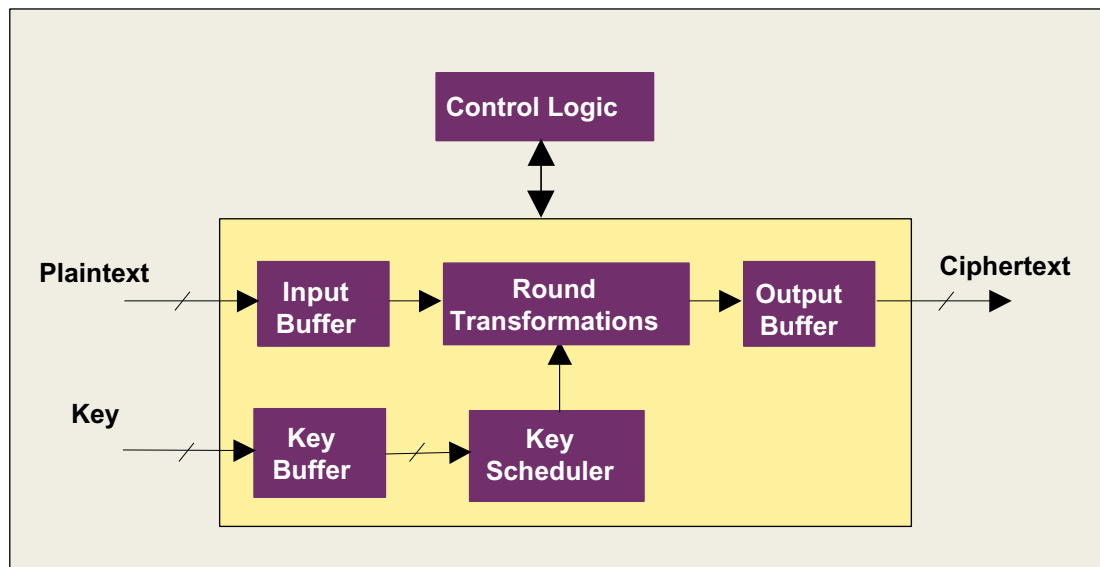 Control Logic
Plaintext
Input
Buffer
Round
Transformations
Output
Buffer
Ciphertext
Key
Key
Buffer
Key
Scheduler